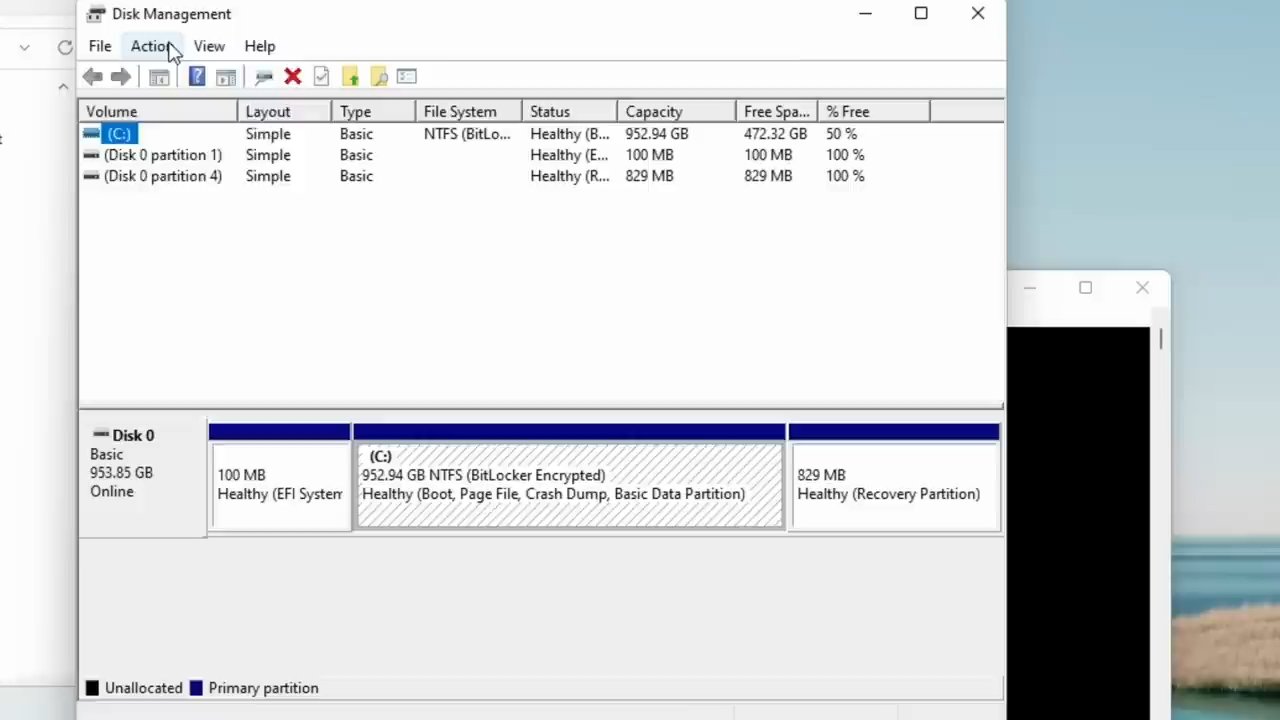 Disk Management
File Action View Help
Volume Layout Type File System Status Capacity Free Spa... % Free
(C:) Simple Basic NTFS (BitLo... Healthy (B... 952.94 GB 472.32 GB 50 %
(Disk 0 partition 1) Simple Basic Healthy (E... 100 MB 100 MB 100 %
(Disk 0 partition 4) Simple Basic Healthy (R... 829 MB 829 MB 100 %
Disk 0
Basic
953.85 GB
Online
100 MB
Healthy (EFI System
(C:)
952.94 GB NTFS (BitLocker Encrypted)
Healthy (Boot, Page File, Crash Dump, Basic Data Partition)
829 MB
Healthy (Recovery Partition)
Unallocated Primary partition